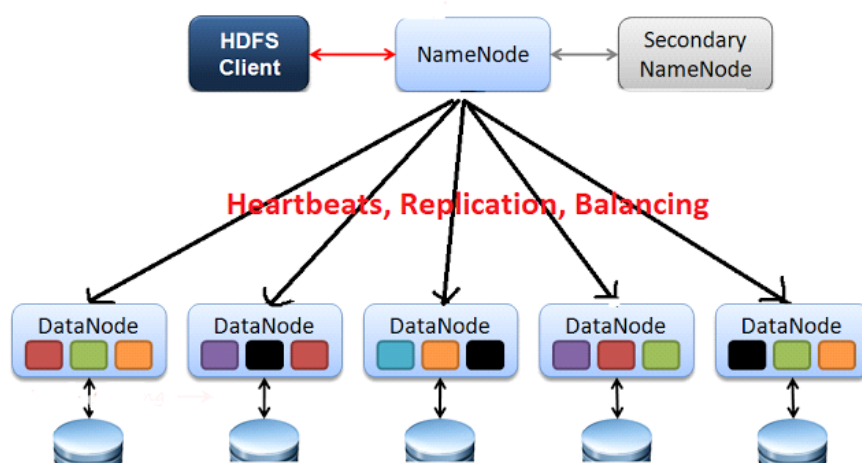 HDFS
Client
NameNode
Secondary
NameNode
Heartbeats, Replication, Balancing
DataNode
DataNode
DataNode
DataNode
DataNode